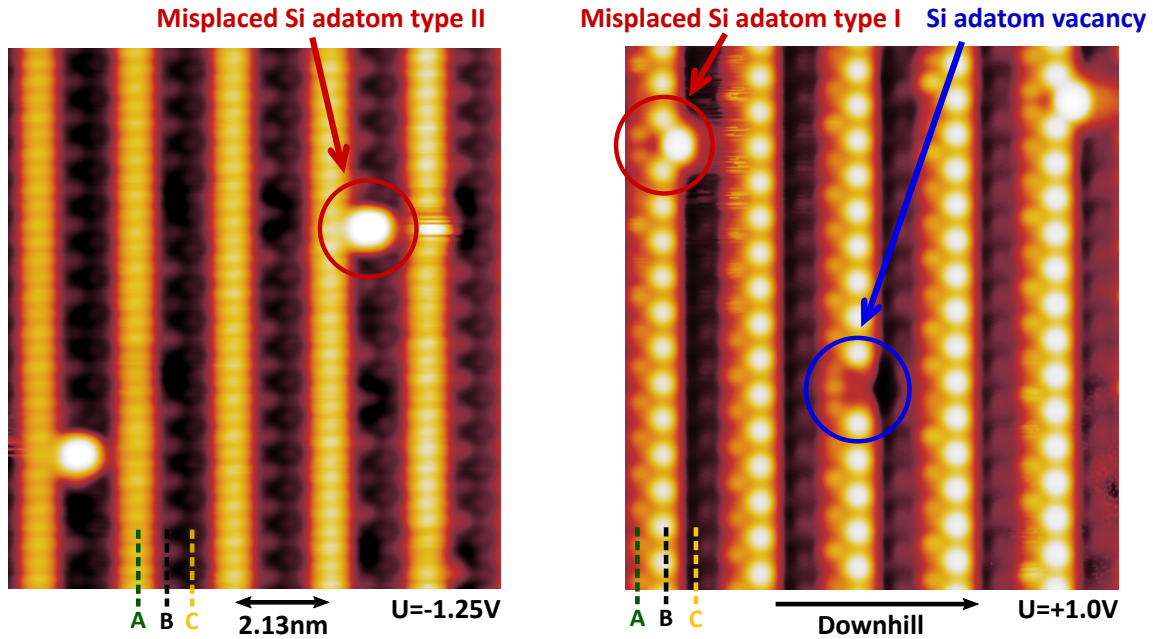 Misplaced Si adatom type II
Misplaced Si adatom type I
Si adatom vacancy
A
B
C
2.13nm
U=-1.25V
A
B
C
Downhill
U=+1.0V